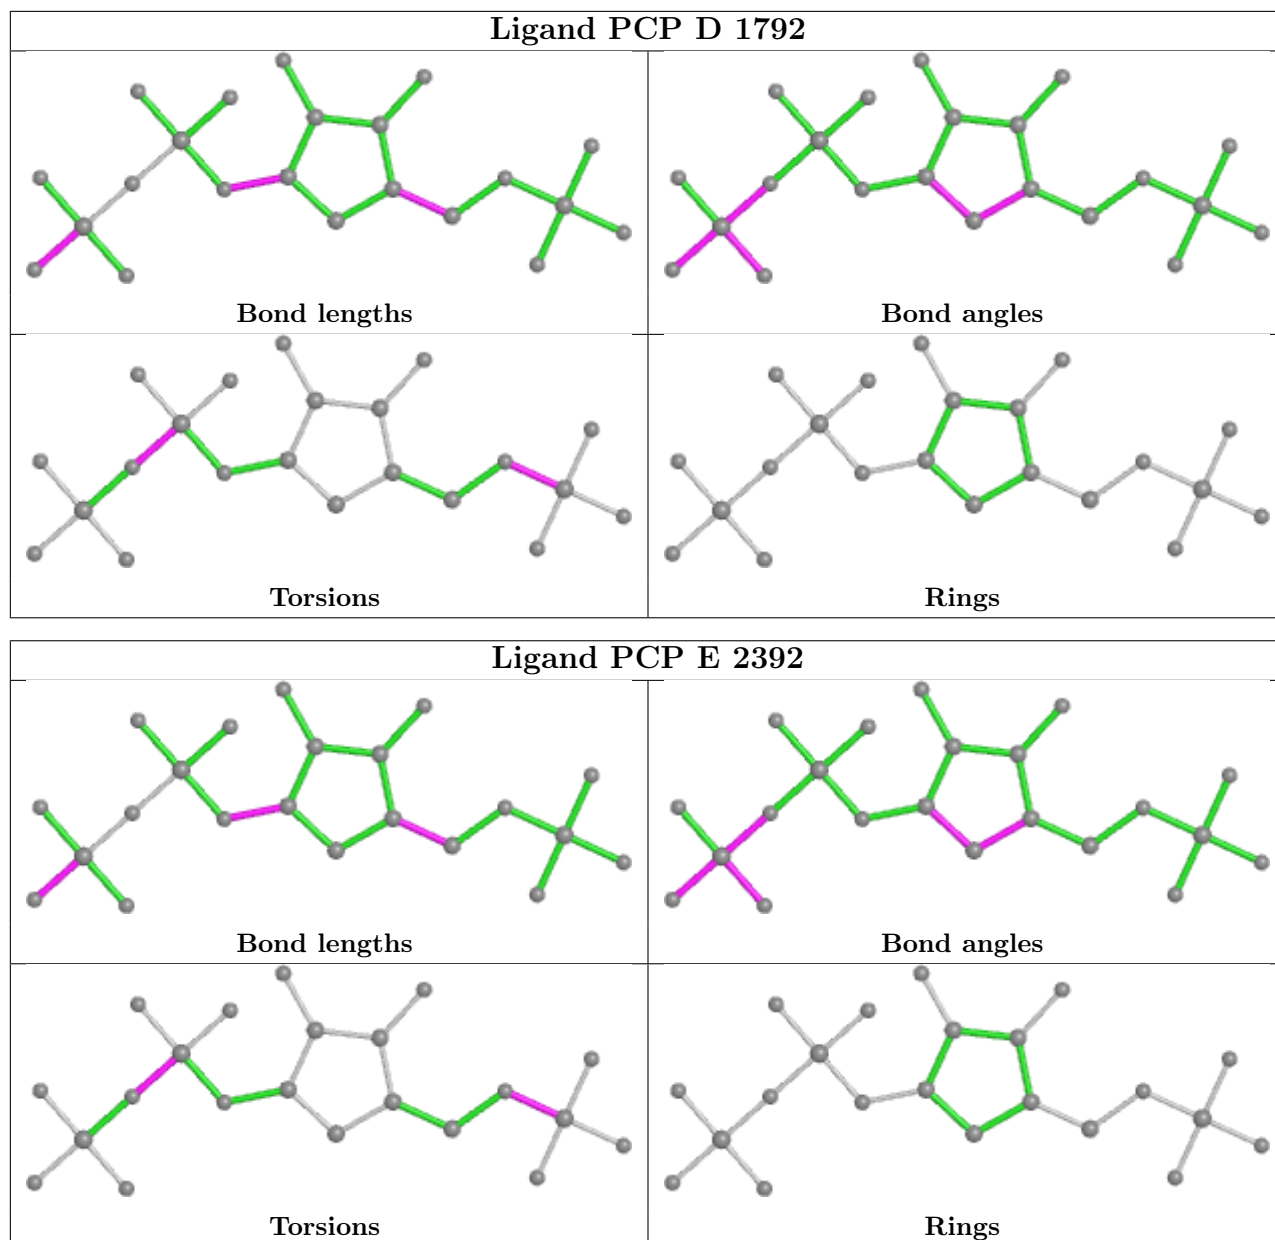 Ligand PCP D 1792
Bond lengths
Bond angles
Torsions
Rings
Ligand PCP E 2392
Bond lengths
Bond angles
Torsions
Rings